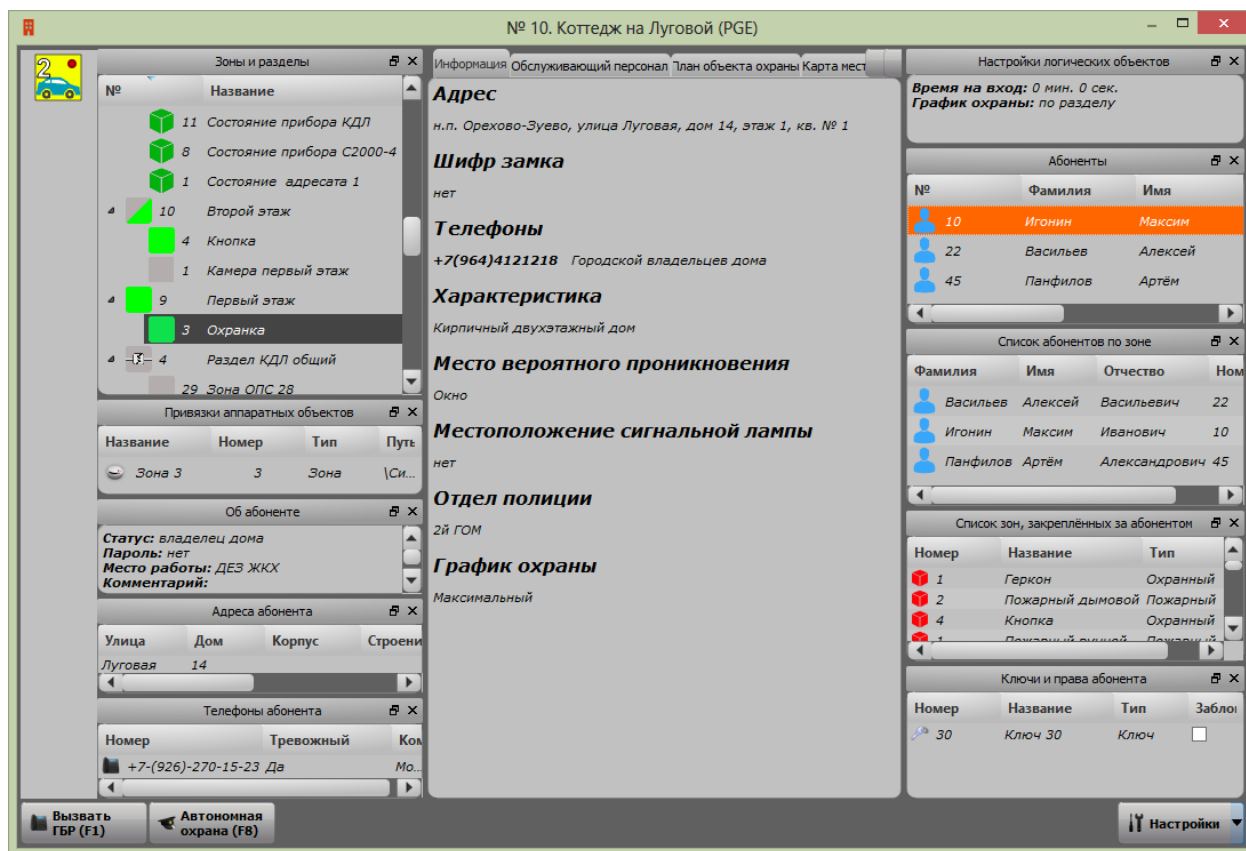 № 10. Коттедж на Луговой (PGE)
2
Зоны и разделы
№ Название
11 Состояние прибора КДЛ
8 Состояние прибора С2000-4
1 Состояние адресата 1
10 Второй этаж
4 Кнопка
1 Камера первый этаж
9 Первый этаж
3 Охранка
4 Раздел КДЛ общий
29 Зона ОПС 28
Привязки аппаратных объектов
Название Номер Тип Путь
Зона 3 3 Зона \Си...
Об абоненте
Статус: владелец дома
Пароль: нет
Место работы: ДЕЗ ЖКХ
Комментарий:
Адреса абонента
Улица Дом Корпус Строени
Луговая 14
Телефоны абонента
Номер Тревожный Ком
+7-(926)-270-15-23 Да Мо...
Информация Обслуживающий персонал План объекта охраны Карта мест
Адрес
н.п. Орехово-Зуево, улица Луговая, дом 14, этаж 1, кв. № 1
Шифр замка
нет
Телефоны
+7(964)4121218 Городской владельцев дома
Характеристика
Кирпичный двухэтажный дом
Место вероятного проникновения
Окно
Местоположение сигнальной лампы
нет
Отдел полиции
2й ГОМ
График охраны
Максимальный
Настройки логических объектов
Время на вход: 0 мин. 0 сек.
График охраны: по разделу
Абоненты
№ Фамилия Имя
10 Игонин Максим
22 Васильев Алексей
45 Панфилов Артём
Список абонентов по зоне
Фамилия Имя Отчество Ном
Васильев Алексей Васильевич 22
Игонин Максим Иванович 10
Панфилов Артём Александрович 45
Список зон, закреплённых за абонентом
Номер Название Тип
1 Геркон Охранный
2 Пожарный дымовой Пожарный
4 Кнопка Охранный
1 Пожарный ручной Пожарный
Ключи и права абонента
Номер Название Тип Заблок
30 Ключ 30 Ключ
Вызвать
ГБР (F1)
Автономная
охрана (F8)
Настройки